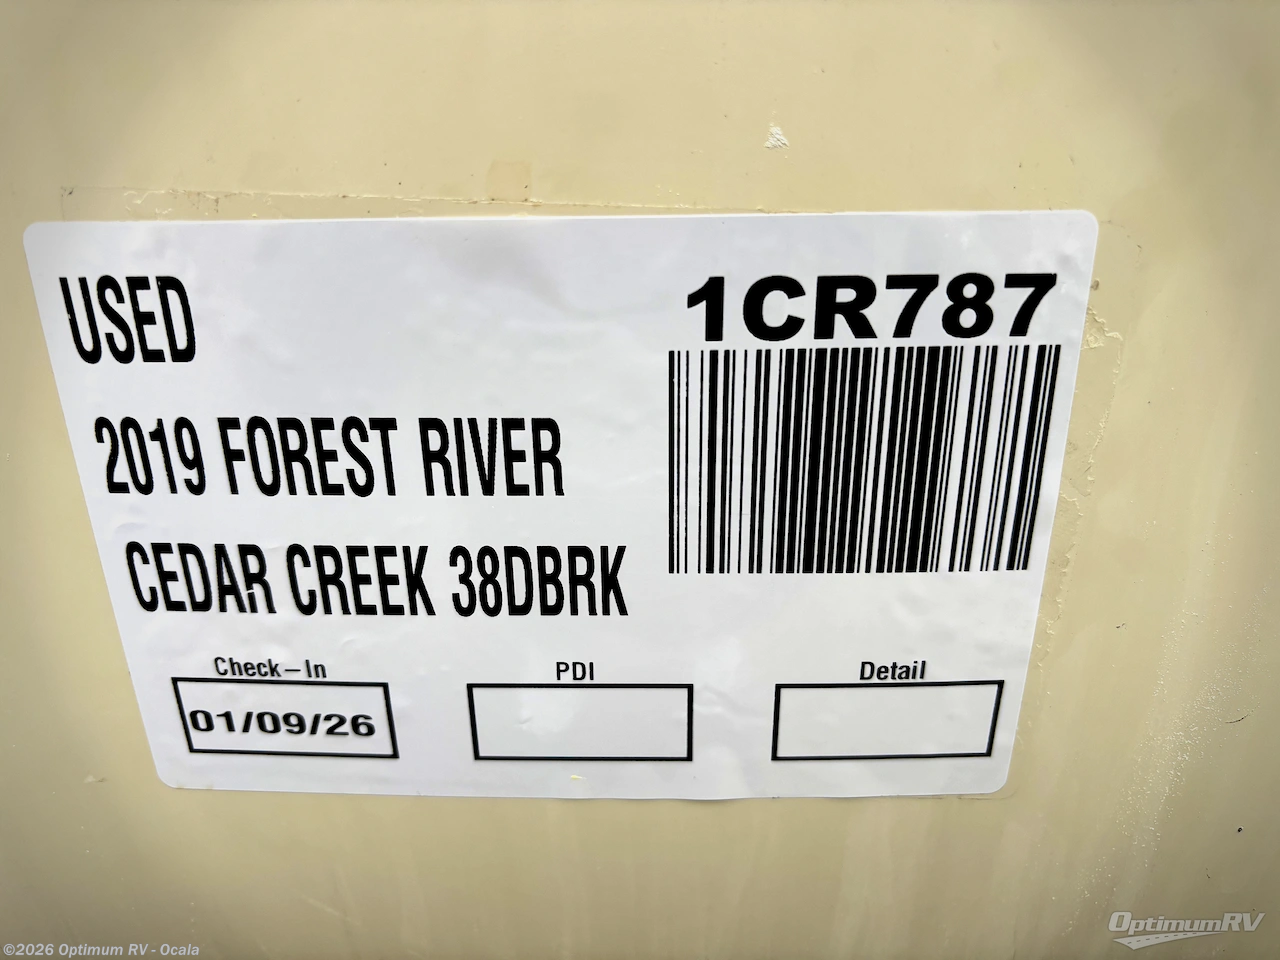 USED
1CR787
2019 FOREST RIVER
CEDAR CREEK 38DBRK
Check-In
PDI
Detail
01/09/26
©2026 Optimum RV - Ocala
OptimumRV